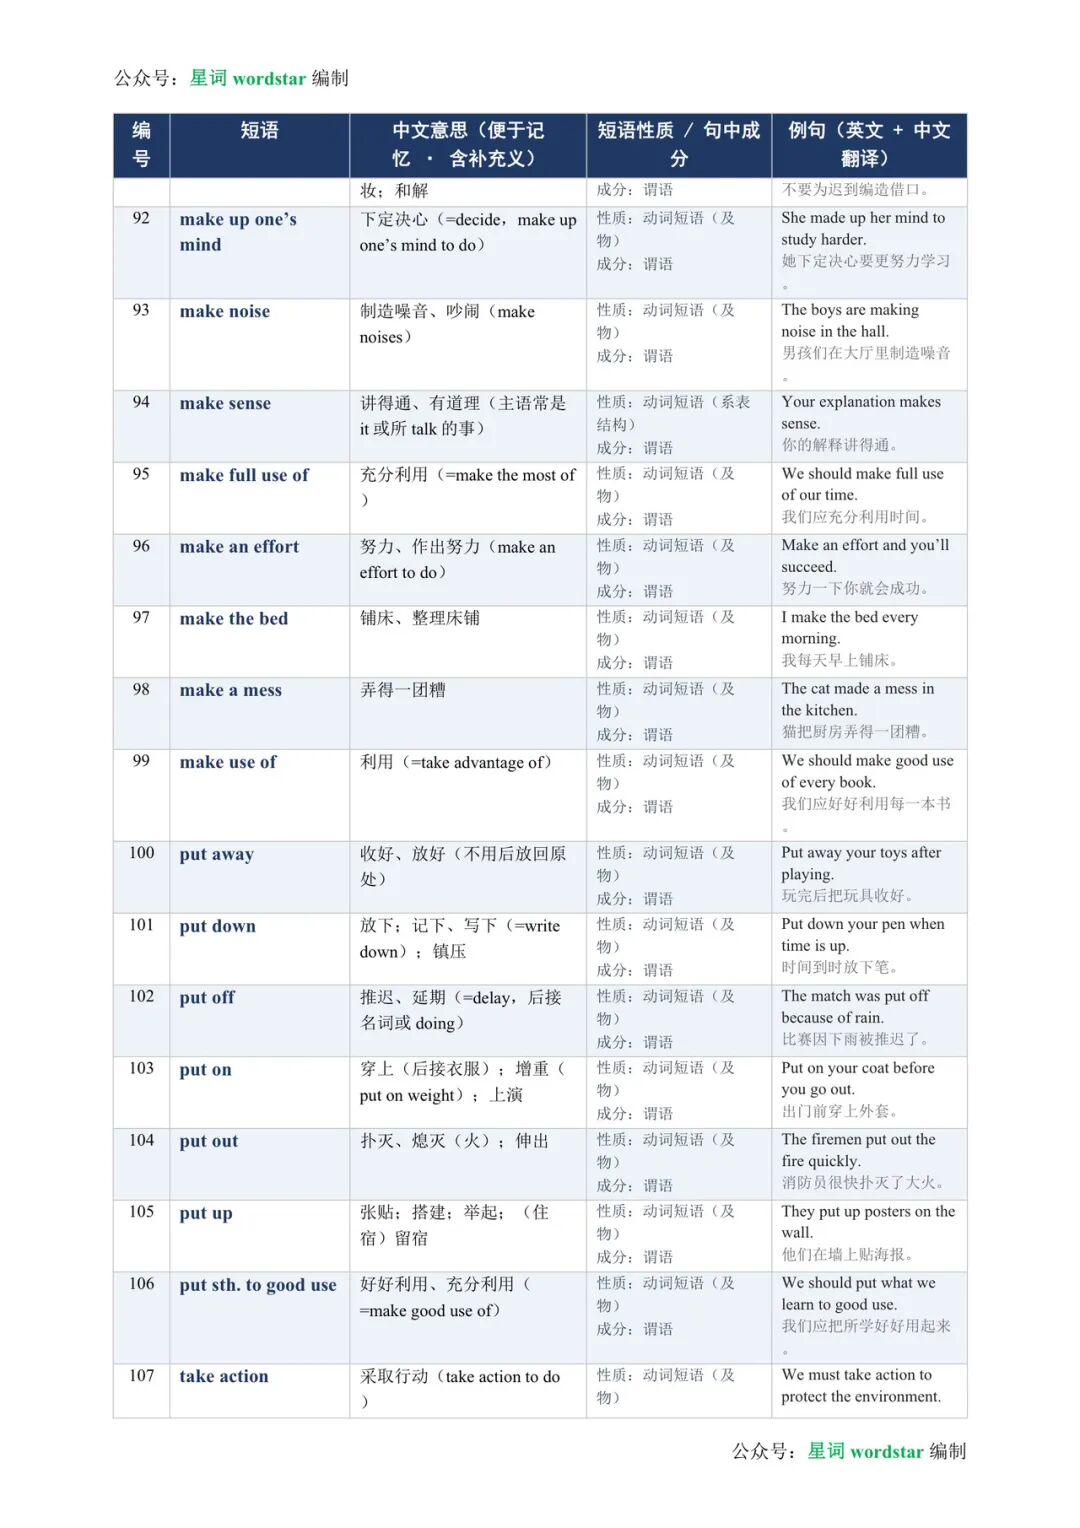 公众号：星词 wordstar 编制
编号
短语
中文意思（便于记忆 · 含补充义）
短语性质 / 句中成分
例句（英文 + 中文翻译）
妆；和解
成分：谓语
不要为迟到编造借口。
92
make up one’s
mind
下定决心（=decide，make up
one’s mind to do）
性质：动词短语（及
物）
成分：谓语
She made up her mind to
study harder.
她下定决心要更努力学习
。
93
make noise
制造噪音、吵闹（make
noises）
性质：动词短语（及
物）
成分：谓语
The boys are making
noise in the hall.
男孩们在大厅里制造噪音
。
94
make sense
讲得通、有道理（主语常是
it 或所 talk 的事）
性质：动词短语（系表
结构）
成分：谓语
Your explanation makes
sense.
你的解释讲得通。
95
make full use of
充分利用（=make the most of
）
性质：动词短语（及
物）
成分：谓语
We should make full use
of our time.
我们应充分利用时间。
96
make an effort
努力、作出努力（make an
effort to do）
性质：动词短语（及
物）
成分：谓语
Make an effort and you’ll
succeed.
努力一下你就会成功。
97
make the bed
铺床、整理床铺
性质：动词短语（及
物）
成分：谓语
I make the bed every
morning.
我每天早上铺床。
98
make a mess
弄得一团糟
性质：动词短语（及
物）
成分：谓语
The cat made a mess in
the kitchen.
猫把厨房弄得一团糟。
99
make use of
利用（=take advantage of）
性质：动词短语（及
物）
成分：谓语
We should make good use
of every book.
我们应好好利用每一本书
。
100
put away
收好、放好（不用后放回原
处）
性质：动词短语（及
物）
成分：谓语
Put away your toys after
playing.
玩完后把玩具收好。
101
put down
放下；记下、写下（=write
down）；镇压
性质：动词短语（及
物）
成分：谓语
Put down your pen when
time is up.
时间到时放下笔。
102
put off
推迟、延期（=delay，后接
名词或 doing）
性质：动词短语（及
物）
成分：谓语
The match was put off
because of rain.
比赛因下雨被推迟了。
103
put on
穿上（后接衣服）；增重（
put on weight）；上演
性质：动词短语（及
物）
成分：谓语
Put on your coat before
you go out.
出门前穿上外套。
104
put out
扑灭、熄灭（火）；伸出
性质：动词短语（及
物）
成分：谓语
The firemen put out the
fire quickly.
消防员很快扑灭了大火。
105
put up
张贴；搭建；举起；（住
宿）留宿
性质：动词短语（及
物）
成分：谓语
They put up posters on the
wall.
他们在墙上贴海报。
106
put sth. to good use
好好利用、充分利用（
=make good use of）
性质：动词短语（及
物）
成分：谓语
We should put what we
learn to good use.
我们应把所学好好用起来
。
107
take action
采取行动（take action to do
）
性质：动词短语（及
物）
We must take action to
protect the environment.
公众号：星词 wordstar 编制